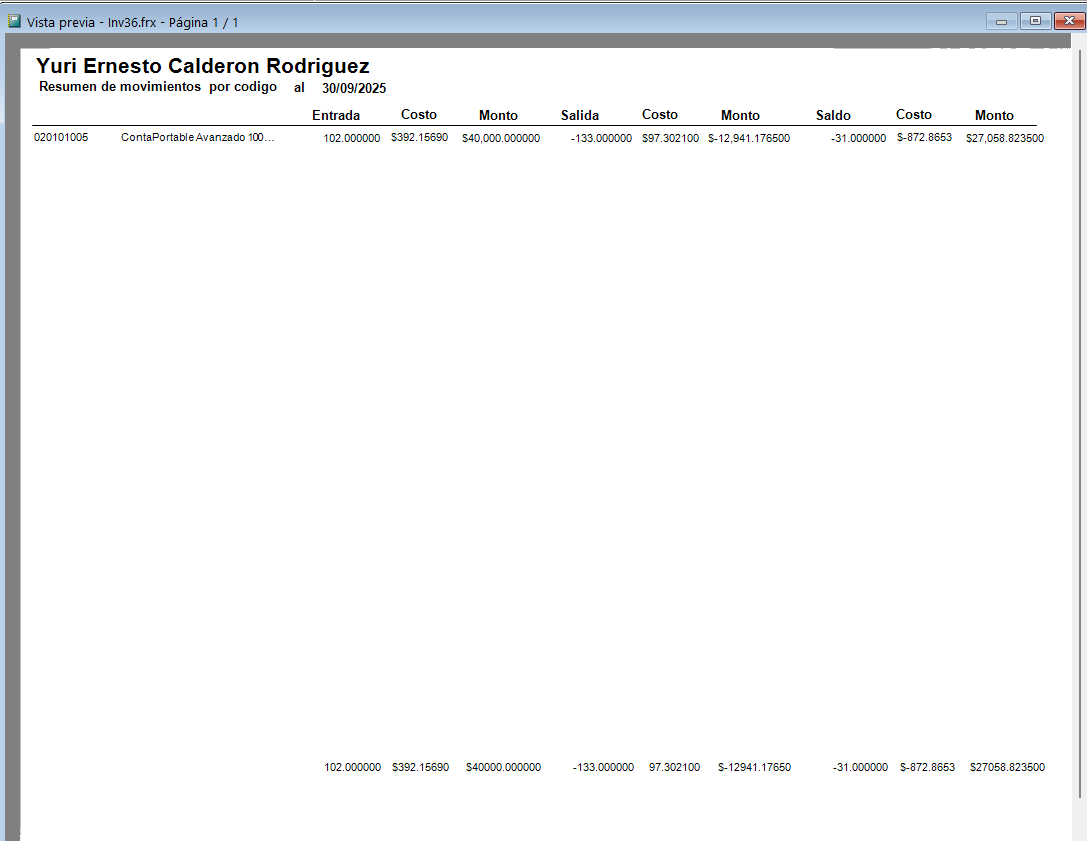 Vista previa - Inv36.frx - Página 1 / 1
Yuri Ernesto Calderon Rodriguez
Resumen de movimientos por codigo al 30/09/2025
Entrada Costo Monto Salida Costo Monto Saldo Costo Monto
020101005 ContaPortable Avanzado 100... 102.000000 $392.15690 $40,000.000000 -133.000000 $97.302100 $-12,941.176500 -31.000000 $-872.8653 $27,058.823500
102.000000 $392.15690 $40000.000000 -133.000000 97.302100 $-12941.17650 -31.000000 $-872.8653 $27058.823500